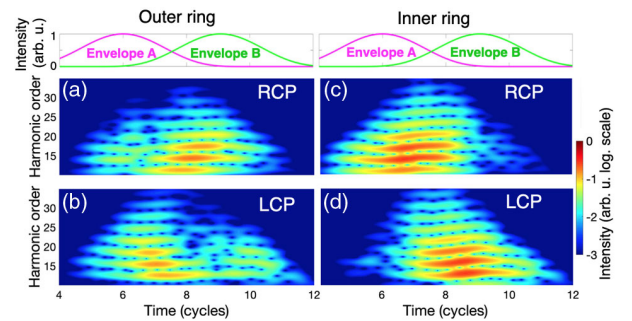 Outer ring
Inner ring
Intensity
(arb. u.)
1
0
Envelope A
Envelope B
Envelope A
Envelope B
(a)
RCP
(c)
RCP
Harmonic order
30
25
20
15
(b)
LCP
(d)
LCP
Harmonic order
30
25
20
15
4
6
8
10
12
6
8
10
12
Time (cycles)
Time (cycles)
0
-1
-2
-3
Intensity (arb. u. log. scale)